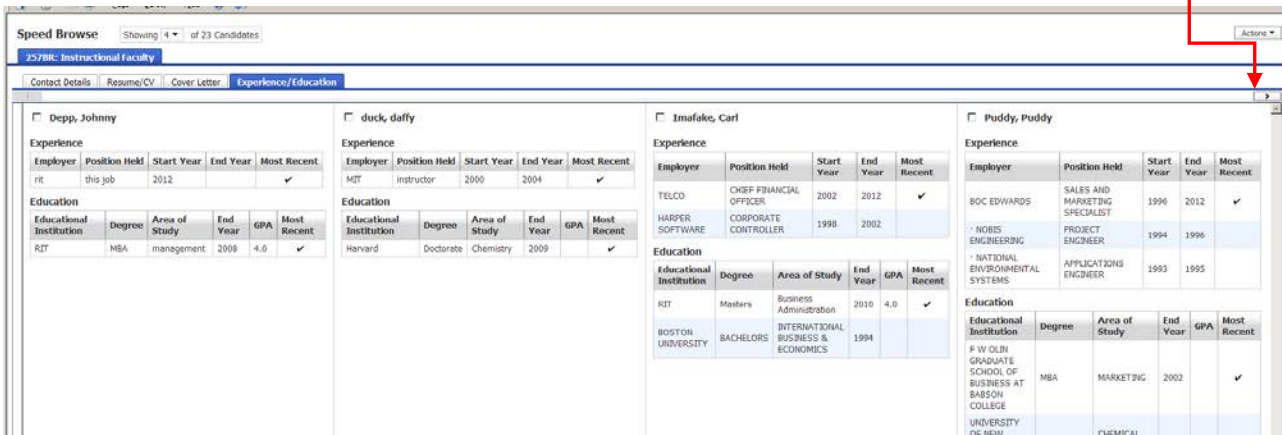 Speed Browse Showing 4 of 23 Candidates Actions
257BR: Instructional Faculty
Contact Details Resume/CV Cover Letter Experience/Education
>
Depp, Johnny
Experience
Employer Position Held Start Year End Year Most Recent
rit this job 2012 ✔
Education
Educational Institution Degree Area of Study End Year GPA Most Recent
RIT MBA management 2008 4.0 ✔
duck, daffy
Experience
Employer Position Held Start Year End Year Most Recent
MIT instructor 2000 2004 ✔
Education
Educational Institution Degree Area of Study End Year GPA Most Recent
Harvard Doctorate Chemistry 2009 ✔
Imafake, Carl
Experience
Employer Position Held Start Year End Year Most Recent
TELCO CHIEF FINANCIAL OFFICER 2002 2012 ✔
HARPER SOFTWARE CORPORATE CONTROLLER 1998 2002
Education
Educational Institution Degree Area of Study End Year GPA Most Recent
RIT Masters Business Administration 2010 4.0 ✔
BOSTON UNIVERSITY BACHELORS INTERNATIONAL BUSINESS & ECONOMICS 1994
Puddy, Puddy
Experience
Employer Position Held Start Year End Year Most Recent
BOC EDWARDS SALES AND MARKETING SPECIALIST 1996 2012 ✔
· NOBIS ENGINEERING PROJECT ENGINEER 1994 1996
· NATIONAL ENVIRONMENTAL SYSTEMS APPLICATIONS ENGINEER 1993 1995
Education
Educational Institution Degree Area of Study End Year GPA Most Recent
F W OLIN GRADUATE SCHOOL OF BUSINESS AT BABSON COLLEGE MBA MARKETING 2002 ✔
UNIVERSITY OF NEW CHEMICAL